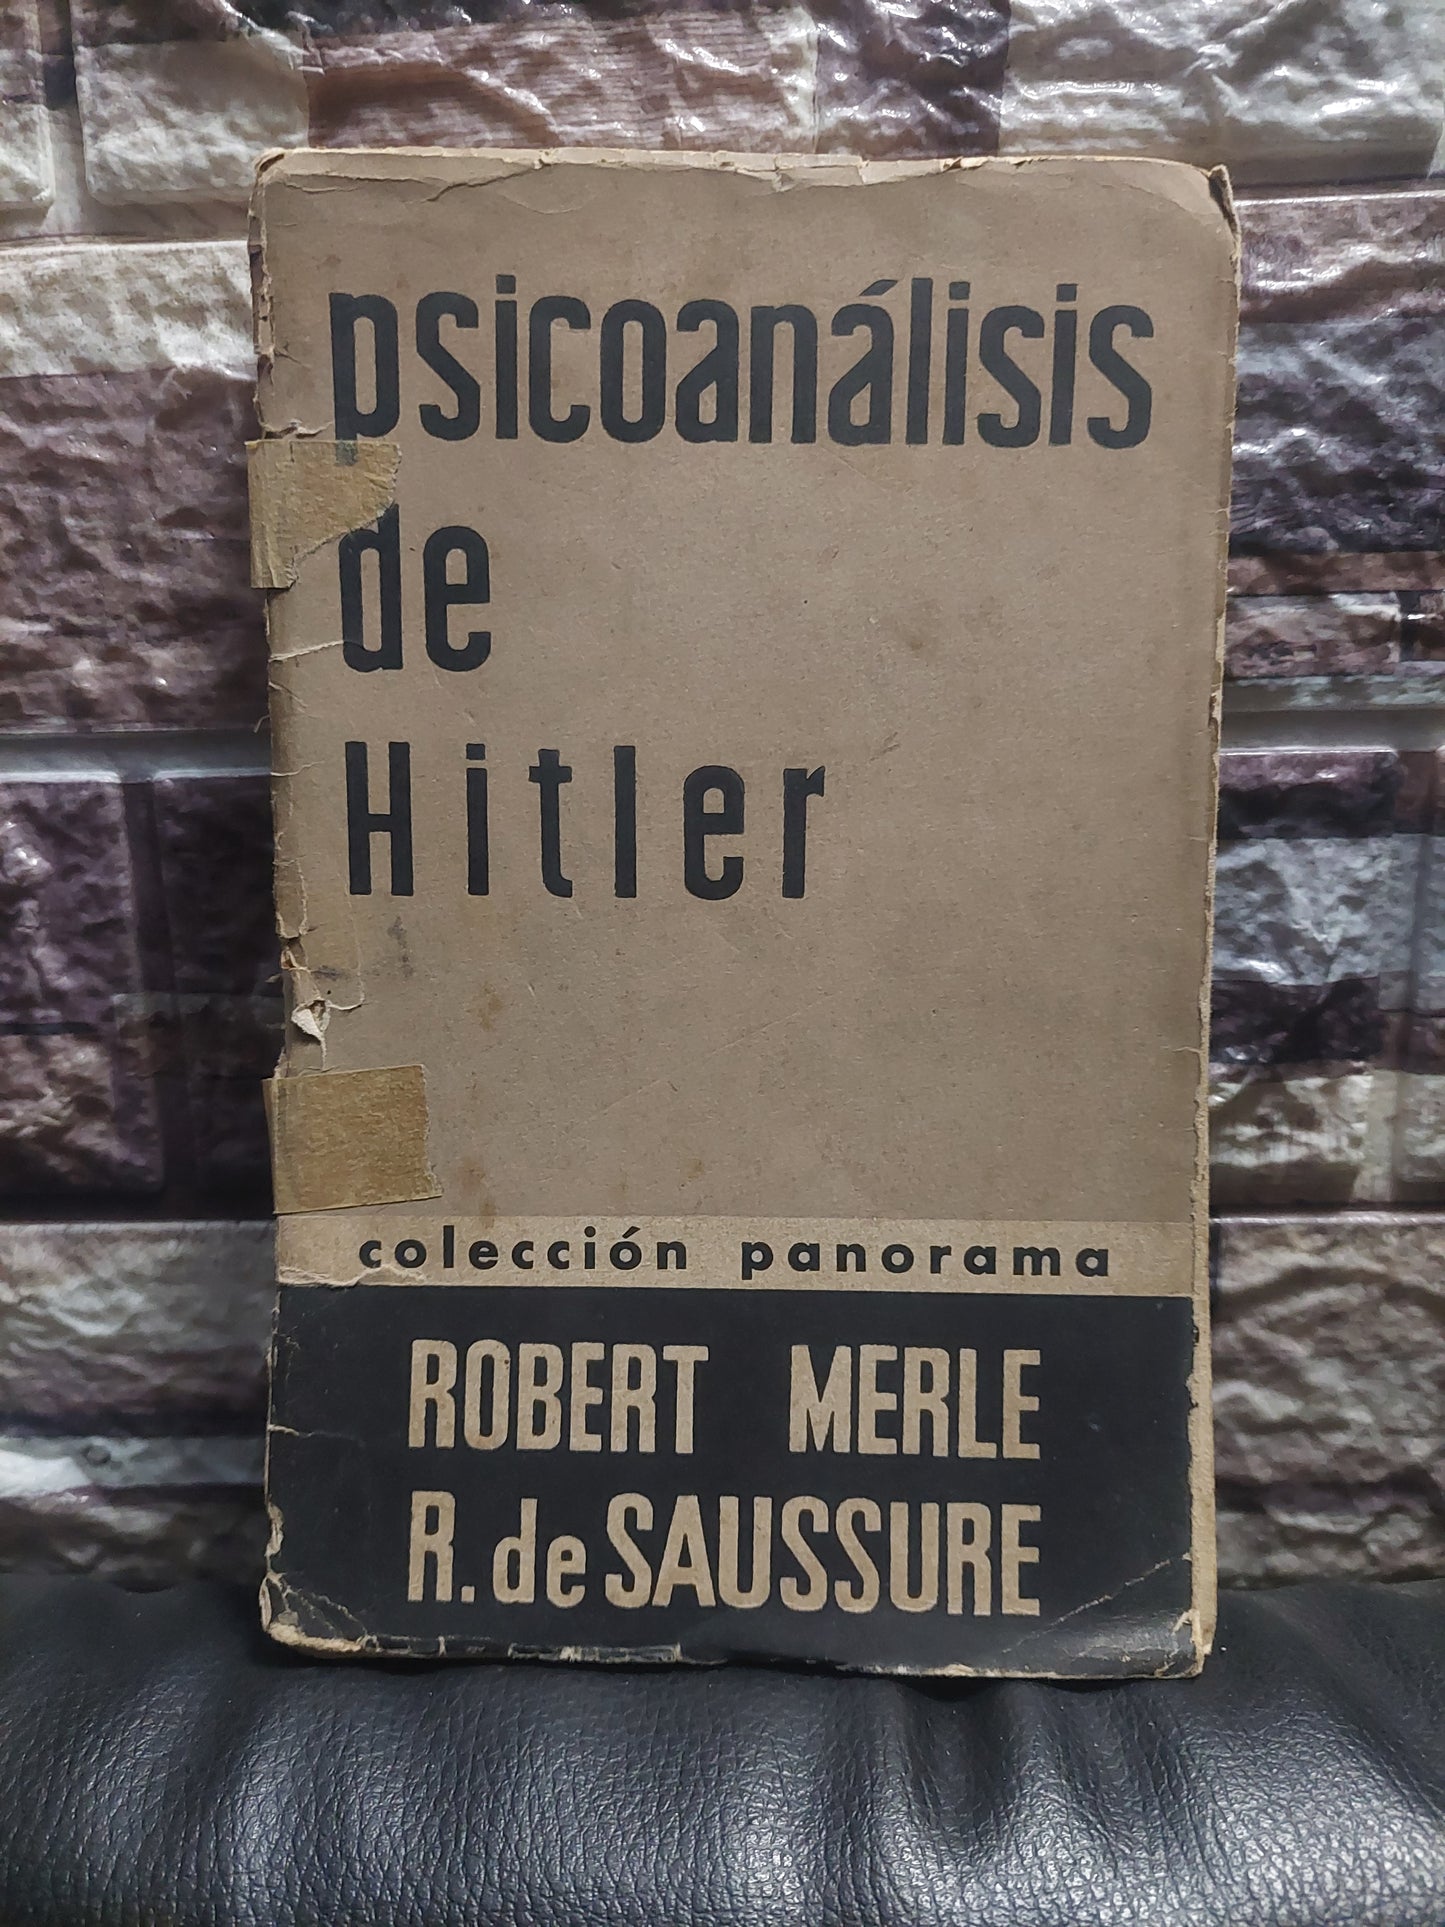 psicoanálisis
de
Hitler
colección panorama
ROBERT MERLE
R. de SAUSSURE